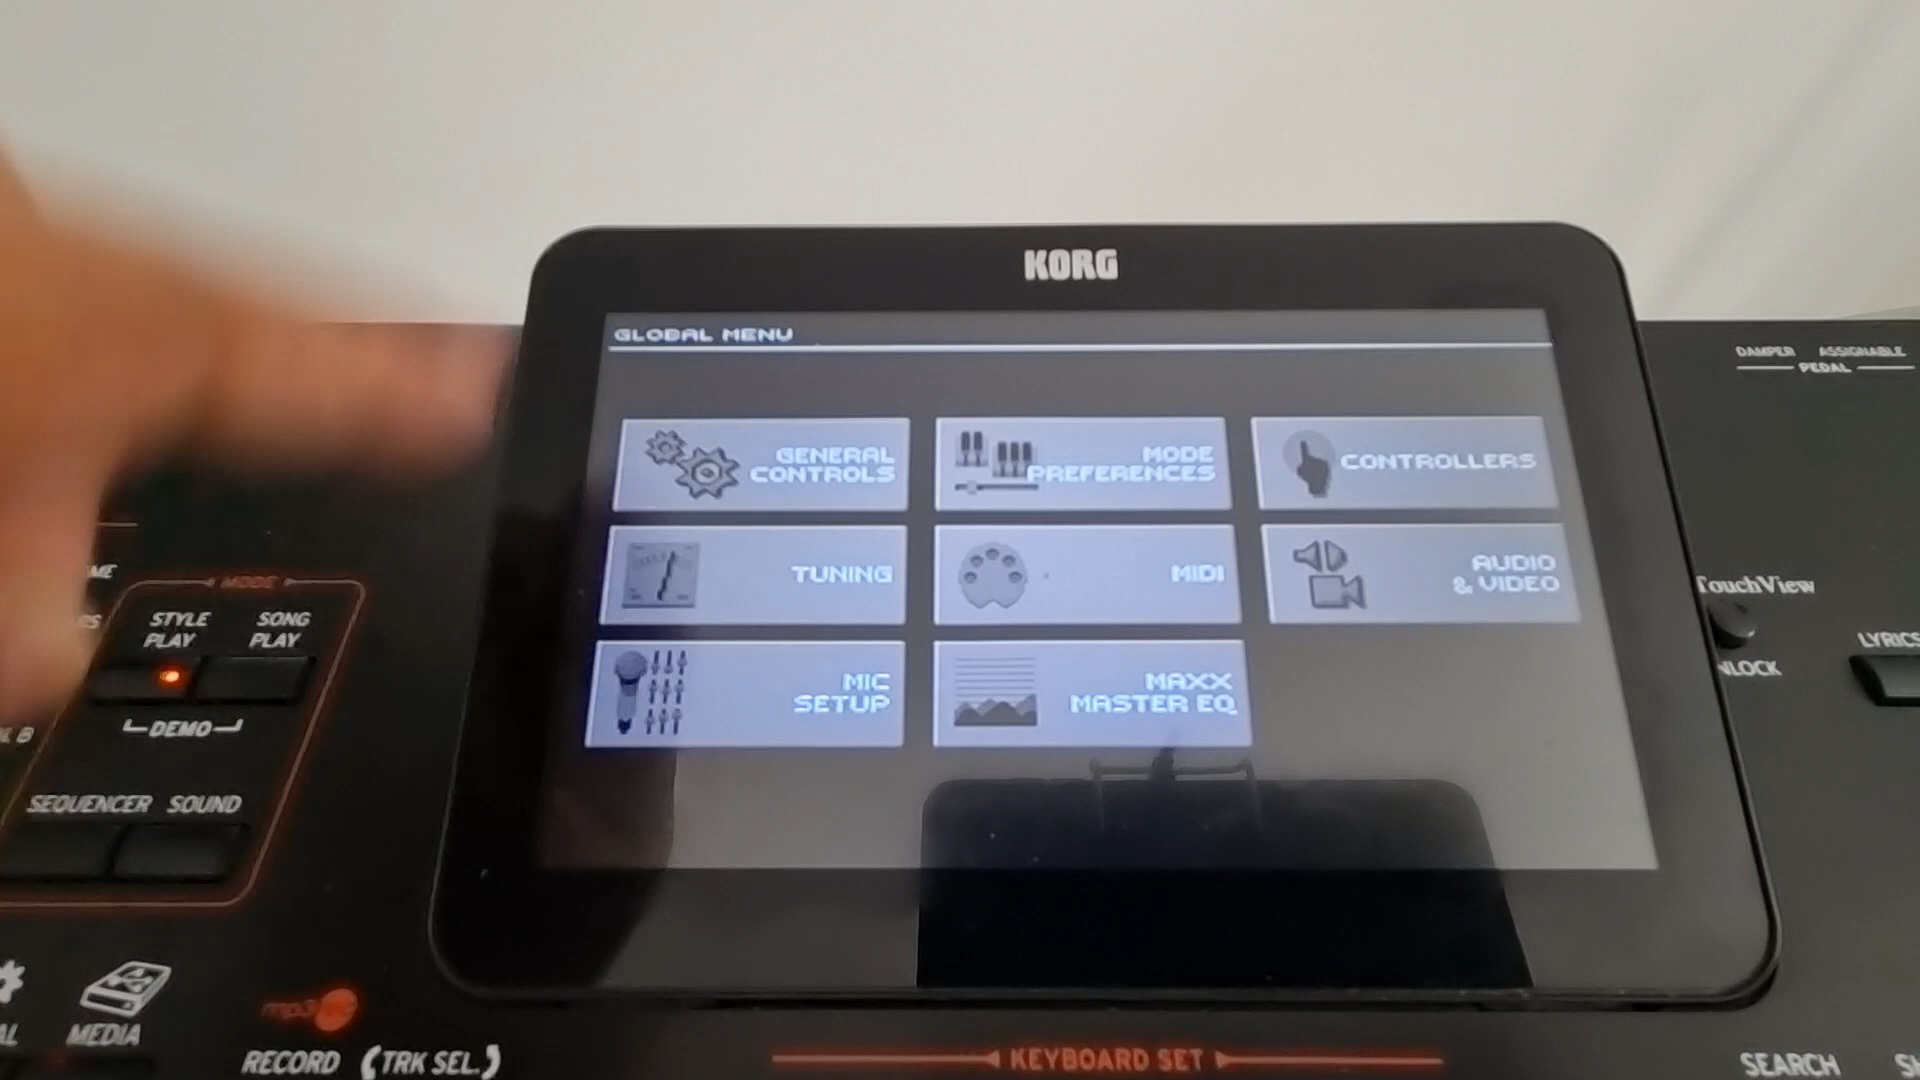 KORG
GLOBAL MENU
GENERAL
CONTROLS
MODE
PREFERENCES
CONTROLLERS
TUNING
MIDI
AUDIO
& VIDEO
MIC
SETUP
MAXX
MASTER EQ
DAMPER ASSIGNABLE
PEDAL
TouchView
LYRICS
MODE
STYLE
PLAY
SONG
PLAY
DEMO
SEQUENCER SOUND
MEDIA
mp3
RECORD (TRK SEL.)
KEYBOARD SET
SEARCH